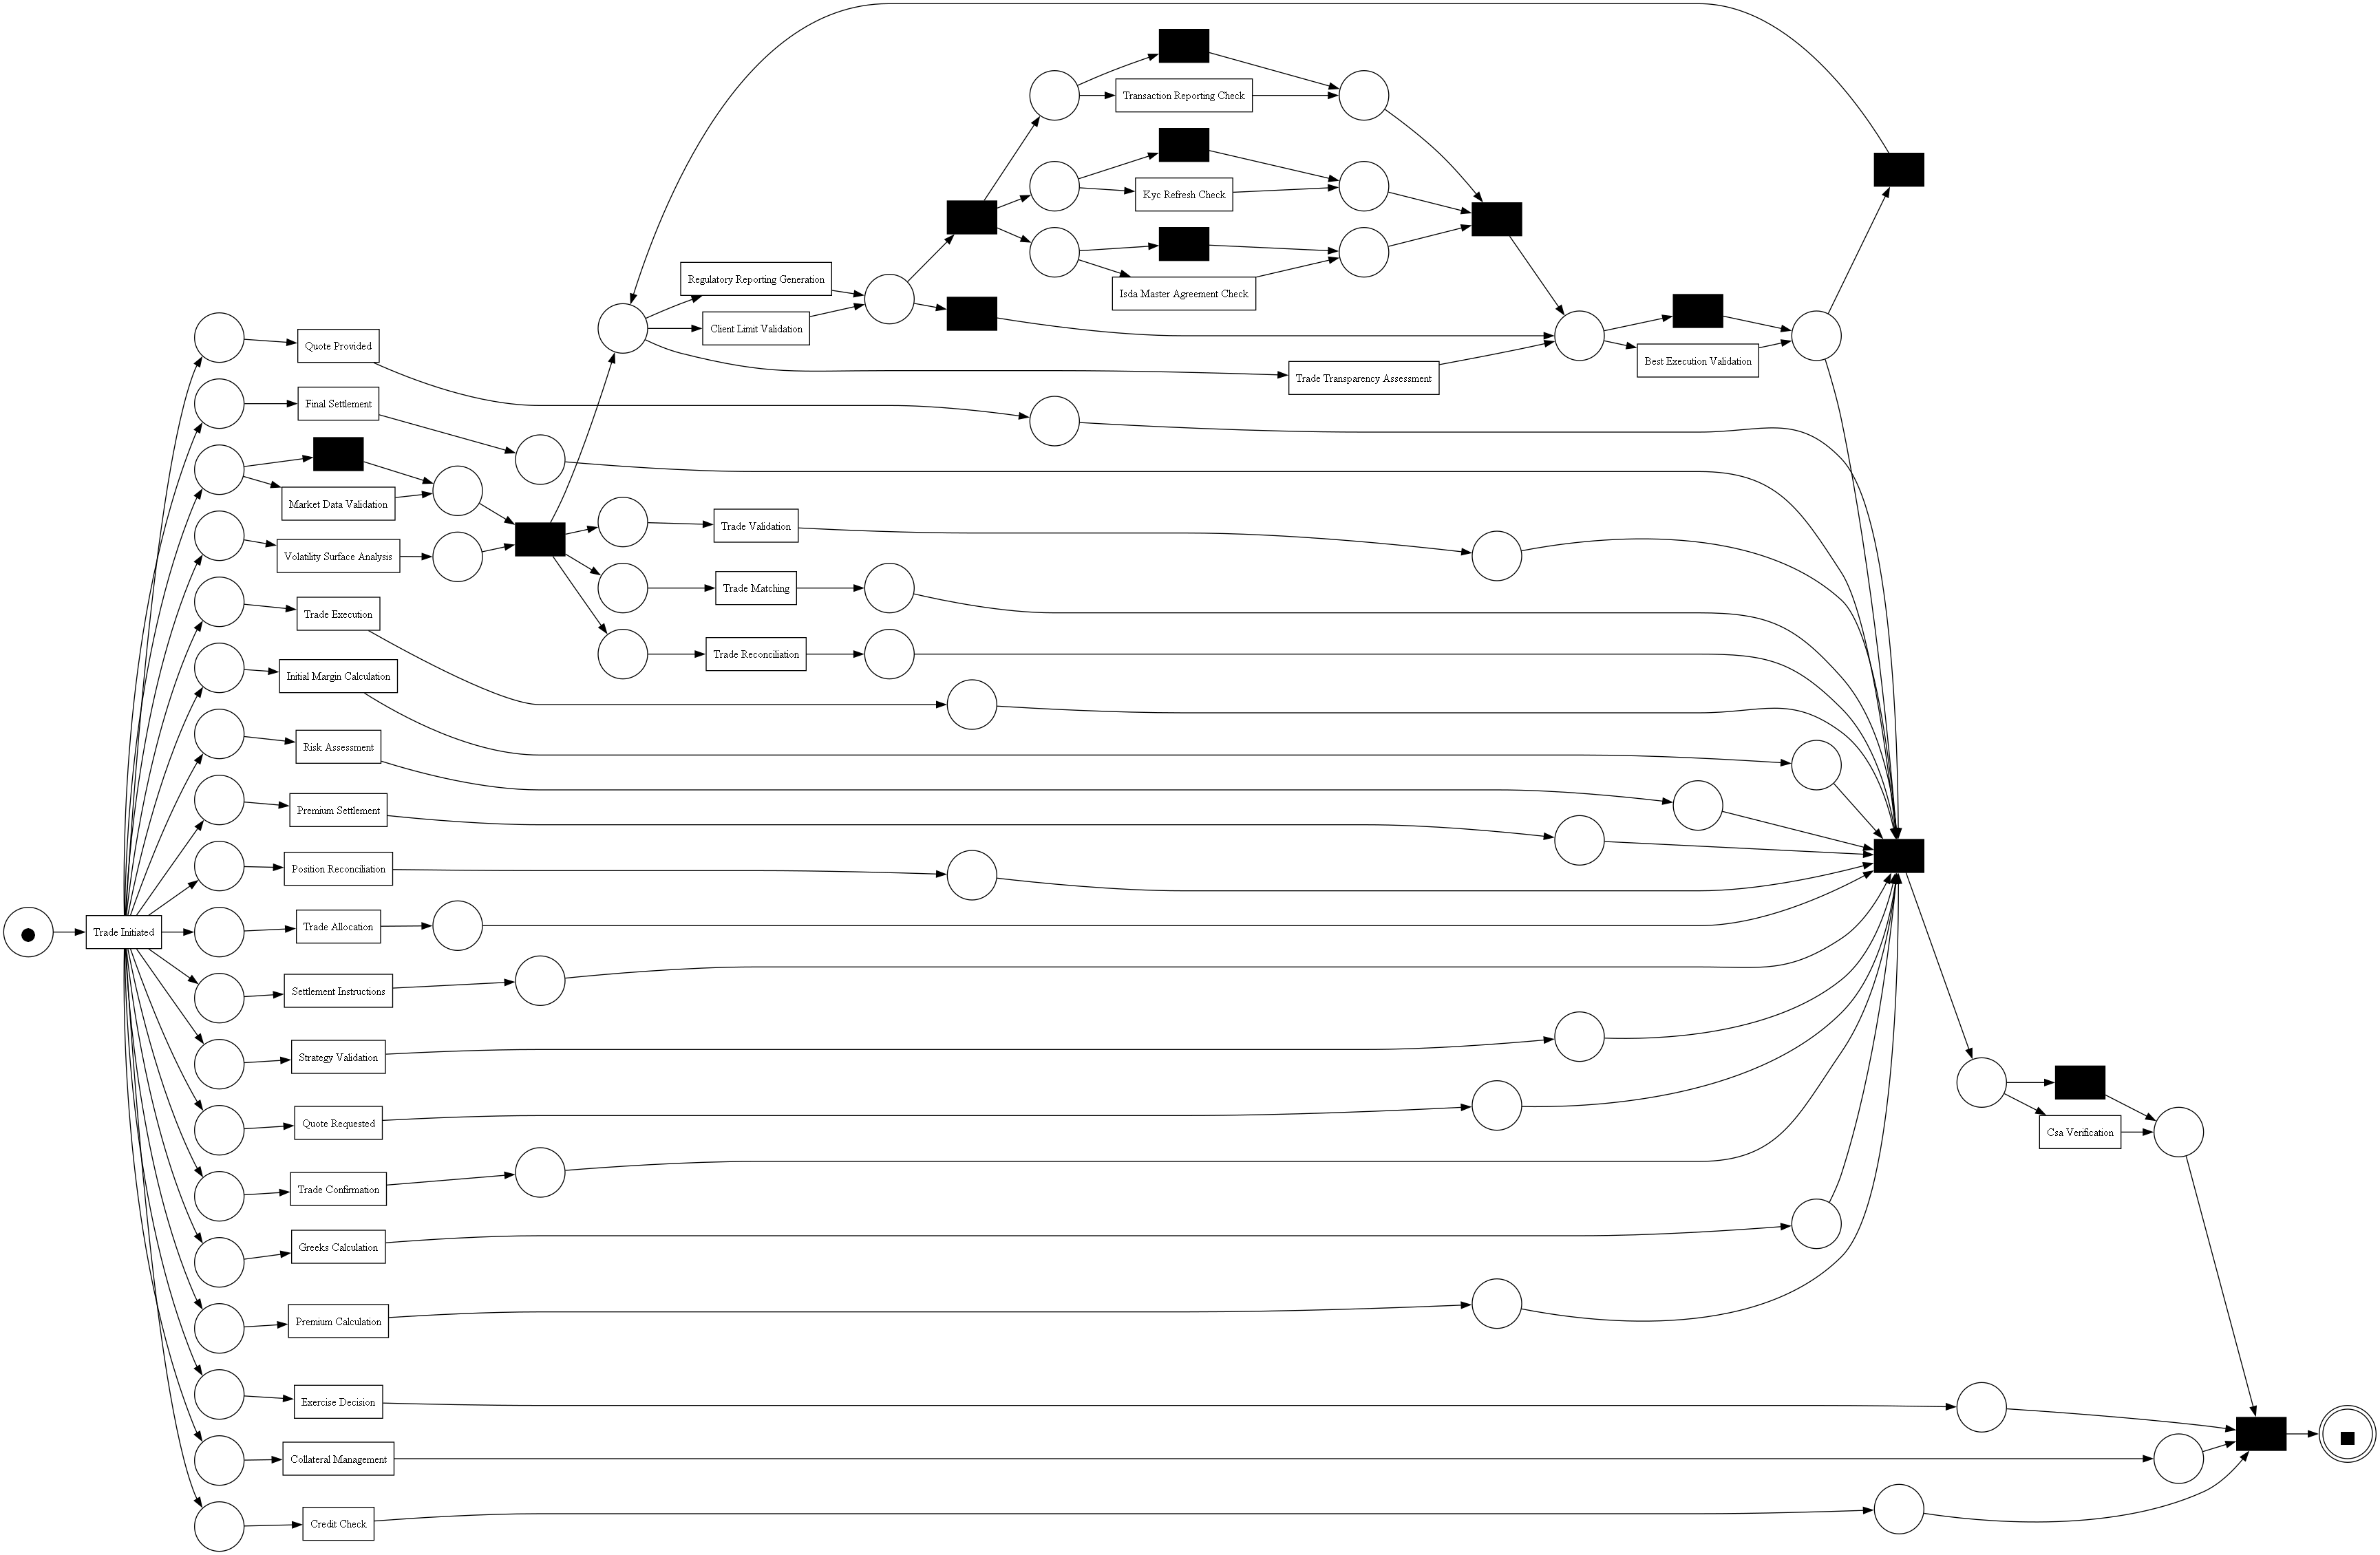 Transaction Reporting Check
Kyc Refresh Check
Isda Master Agreement Check
Regulatory Reporting Generation
Client Limit Validation
Quote Provided
Best Execution Validation
Trade Transparency Assessment
Final Settlement
Market Data Validation
Trade Validation
Volatility Surface Analysis
Trade Matching
Trade Execution
Trade Reconciliation
Initial Margin Calculation
Risk Assessment
Premium Settlement
Position Reconciliation
Trade Initiated
Trade Allocation
Settlement Instructions
Strategy Validation
Quote Requested
Csa Verification
Trade Confirmation
Greeks Calculation
Premium Calculation
Exercise Decision
Collateral Management
Credit Check